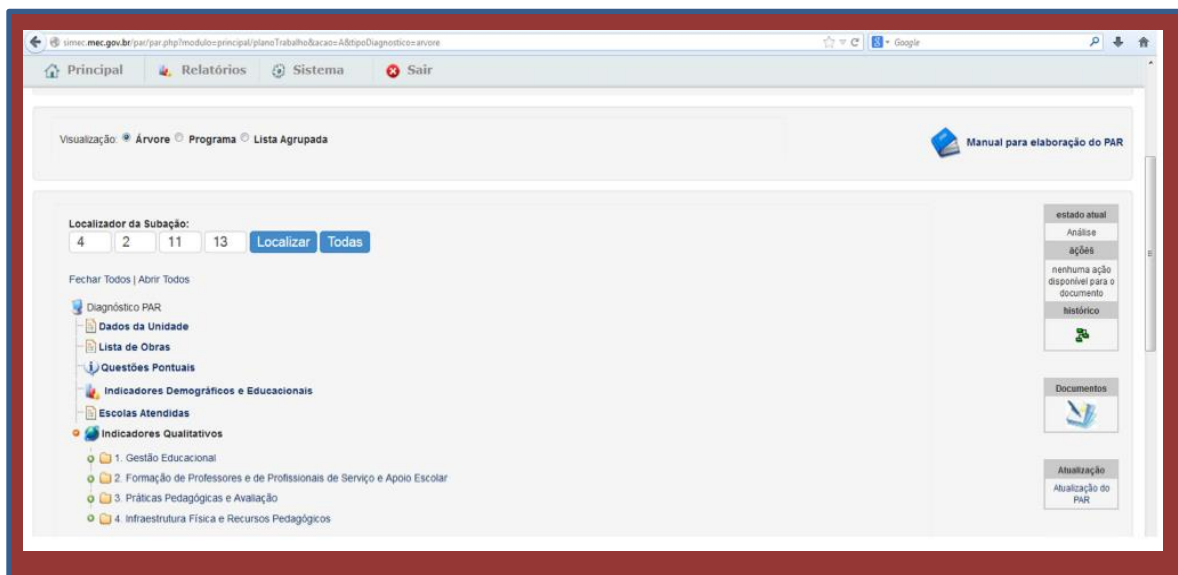 simec.mec.gov.br/par/par.php?modulo=principal/planoTrabalho&acao=A&tipoDiagnostico=arvore
Google
Principal Relatórios Sistema Sair
Visualização: Árvore Programa Lista Agrupada
Manual para elaboração do PAR
Localizador da Subação:
4 2 11 13 Localizar Todas
Fechar Todos | Abrir Todos
Diagnóstico PAR
Dados da Unidade
Lista de Obras
Questões Pontuais
Indicadores Demográficos e Educacionais
Escolas Atendidas
Indicadores Qualitativos
1. Gestão Educacional
2. Formação de Professores e de Profissionais de Serviço e Apoio Escolar
3. Práticas Pedagógicas e Avaliação
4. Infraestrutura Física e Recursos Pedagógicos
estado atual
Análise
ações
nenhuma ação
disponível para o
documento
histórico
Documentos
Atualização
Atualização do
PAR